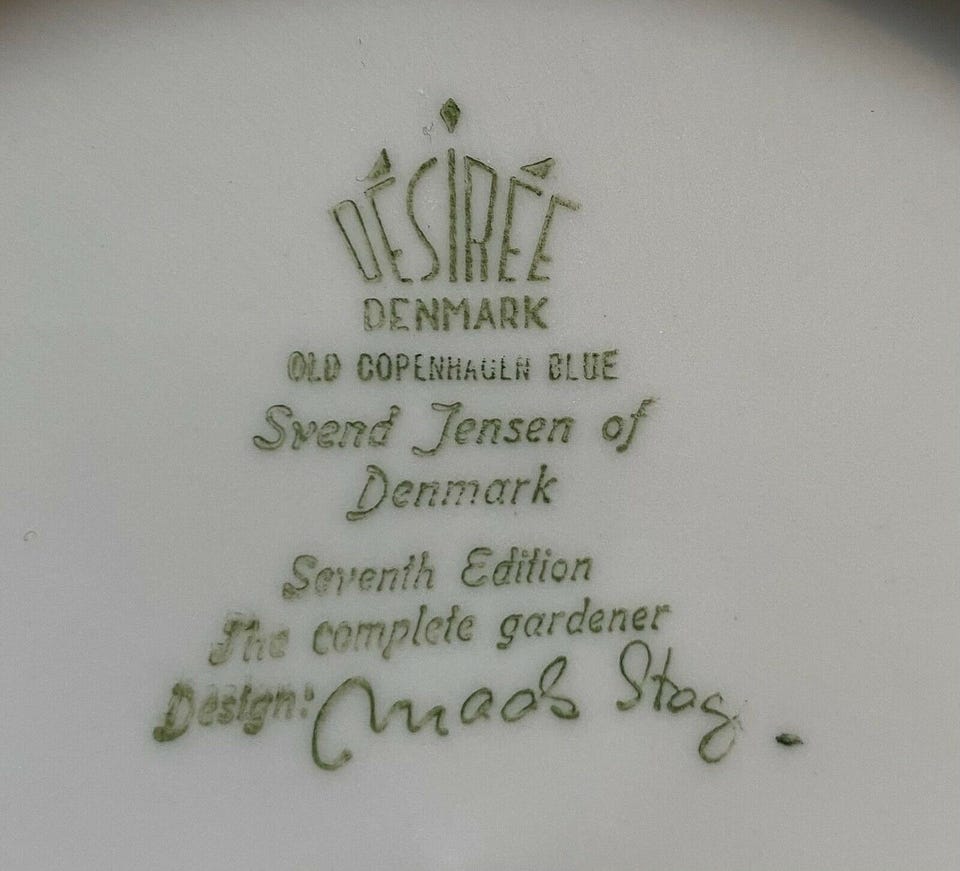 DÉSIRÉE
DENMARK
OLD COPENHAGEN BLUE
Svend Jensen of
Denmark
Seventh Edition
The complete gardener
Design: Mads Stage